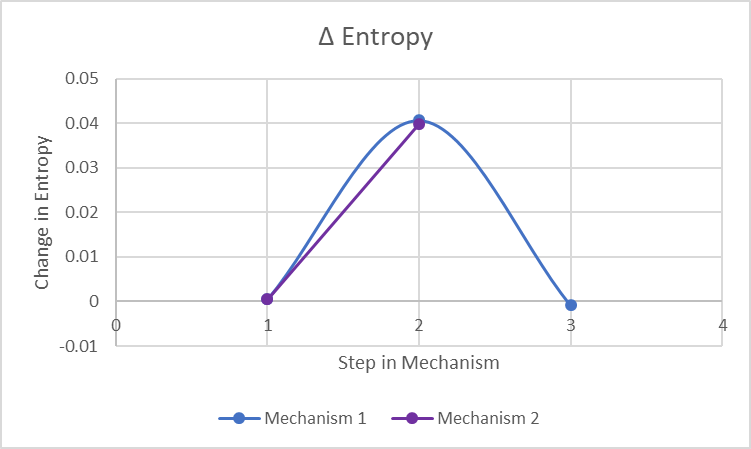 Δ Entropy
0.05
0.04
0.03
0.02
0.01
0
-0.01
Change in Entropy
0 1 2 3 4
Step in Mechanism
Mechanism 1 Mechanism 2